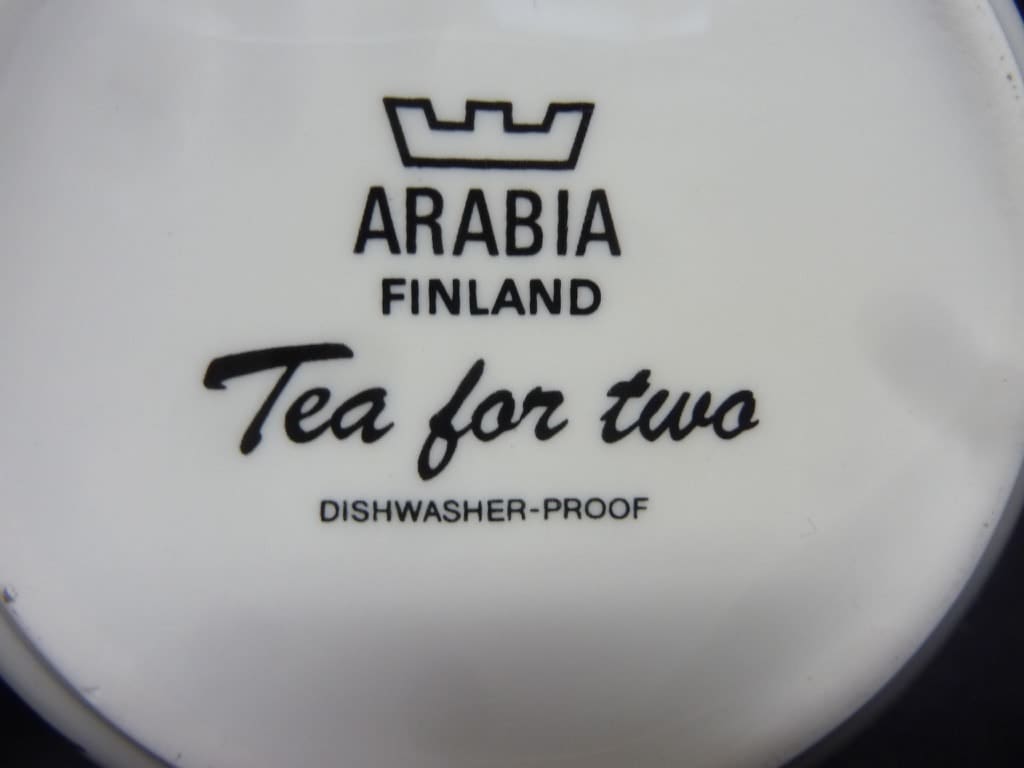 ARABIA
FINLAND
Tea for two
DISHWASHER-PROOF